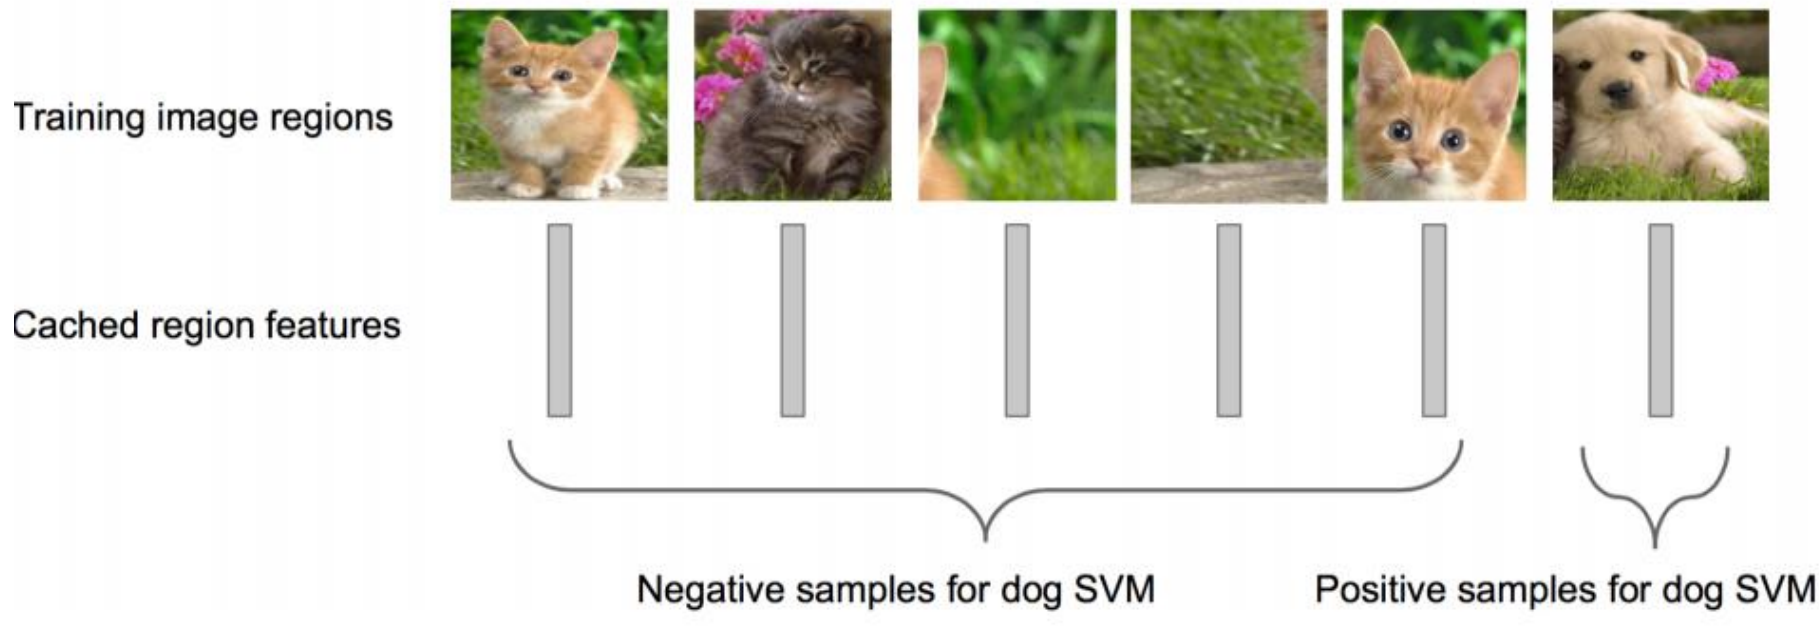 Training image regions
Cached region features
Negative samples for dog SVM
Positive samples for dog SVM